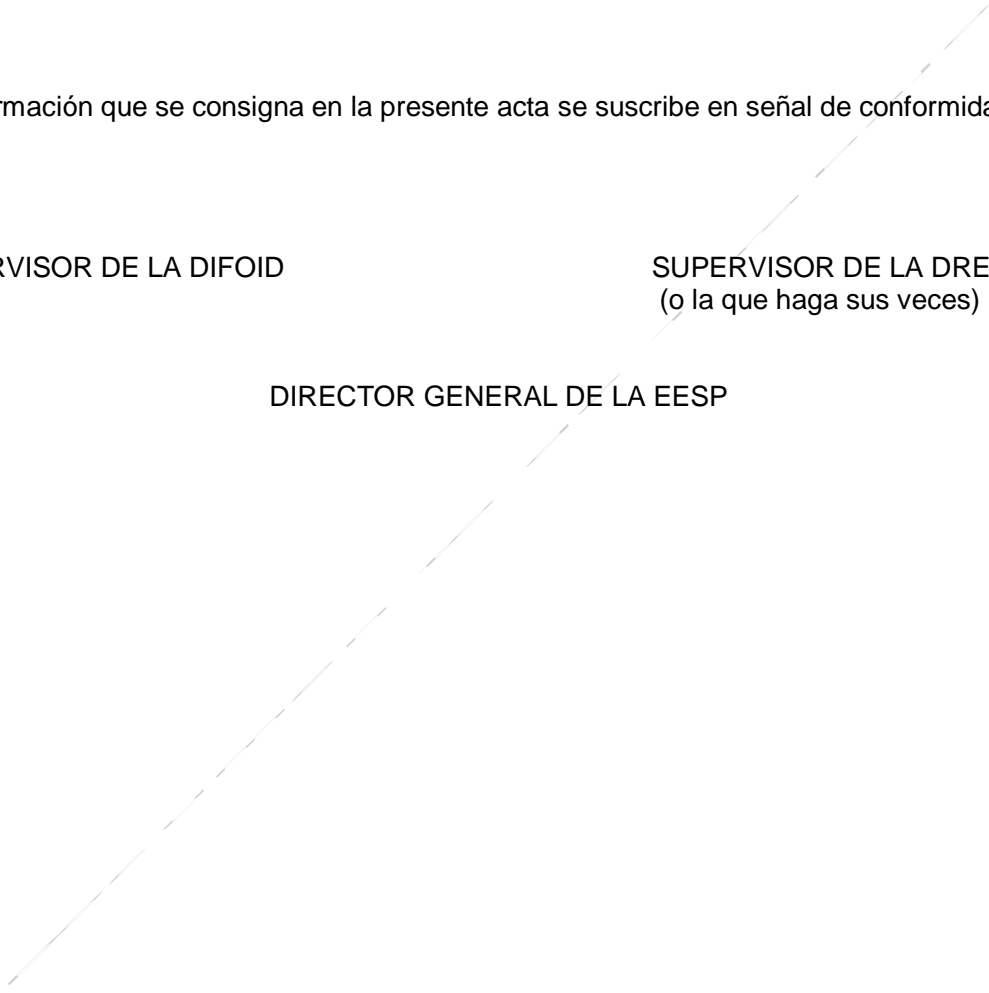 rmación que se consigna en la presente acta se suscribe en señal de conformida
RVISOR DE LA DIFOID
SUPERVISOR DE LA DRE
(o la que haga sus veces)
DIRECTOR GENERAL DE LA EESP